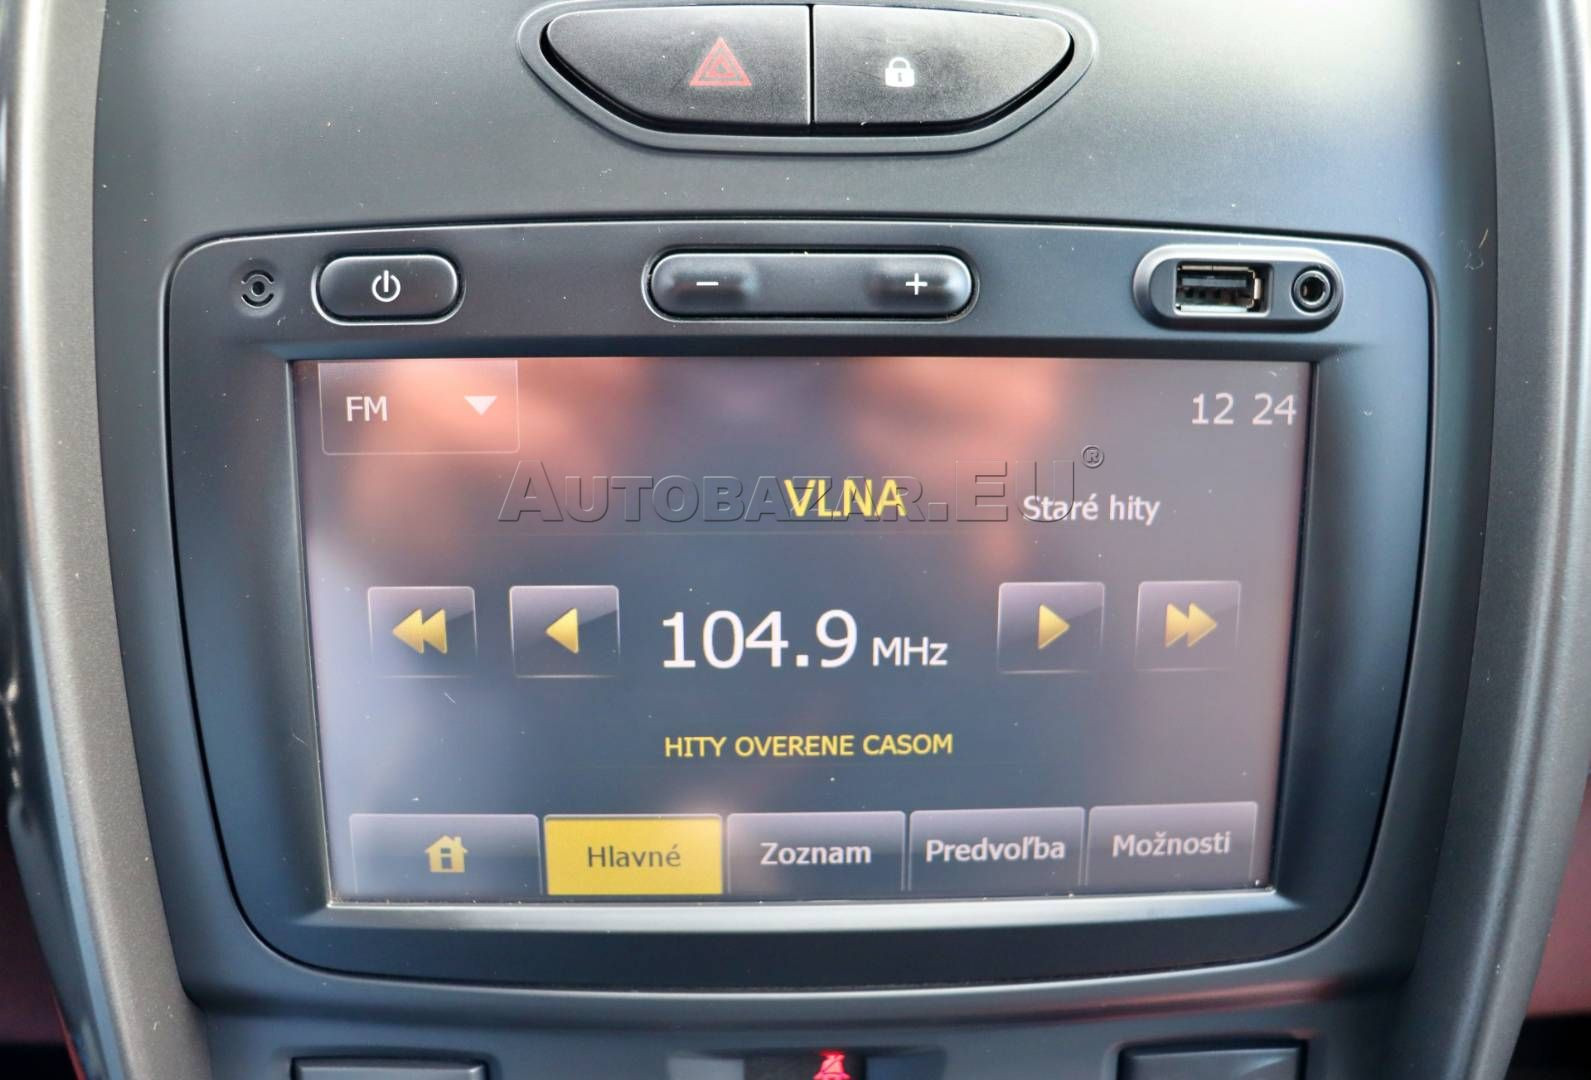 FM
12 24
AUTOBAZAR.EU®
VLNA
Staré hity
104.9 MHz
HITY OVERENE CASOM
Hlavné
Zoznam
Predvoľba
Možnosti